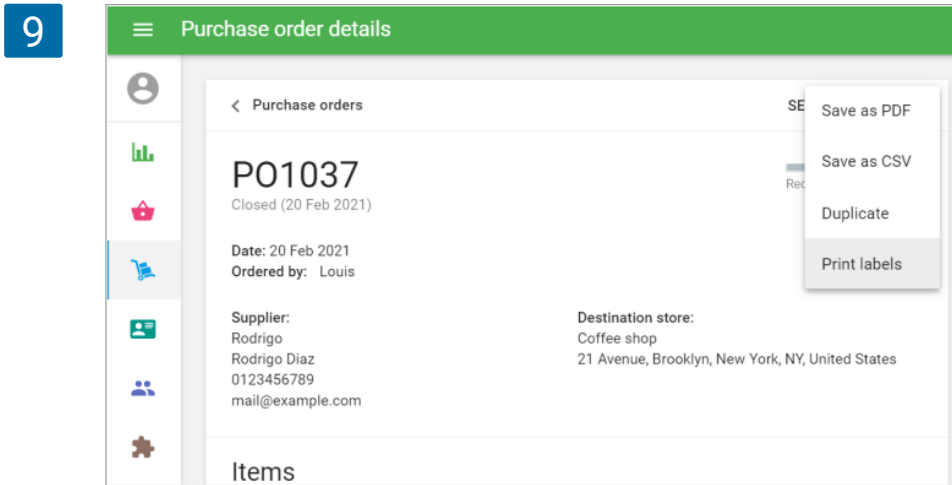 9
Purchase order details
Purchase orders
SE
Save as PDF
Save as CSV
Duplicate
Print labels
PO1037
Rec
Closed (20 Feb 2021)
Date: 20 Feb 2021
Ordered by: Louis
Supplier:
Rodrigo
Rodrigo Diaz
0123456789
mail@example.com
Destination store:
Coffee shop
21 Avenue, Brooklyn, New York, NY, United States
Items